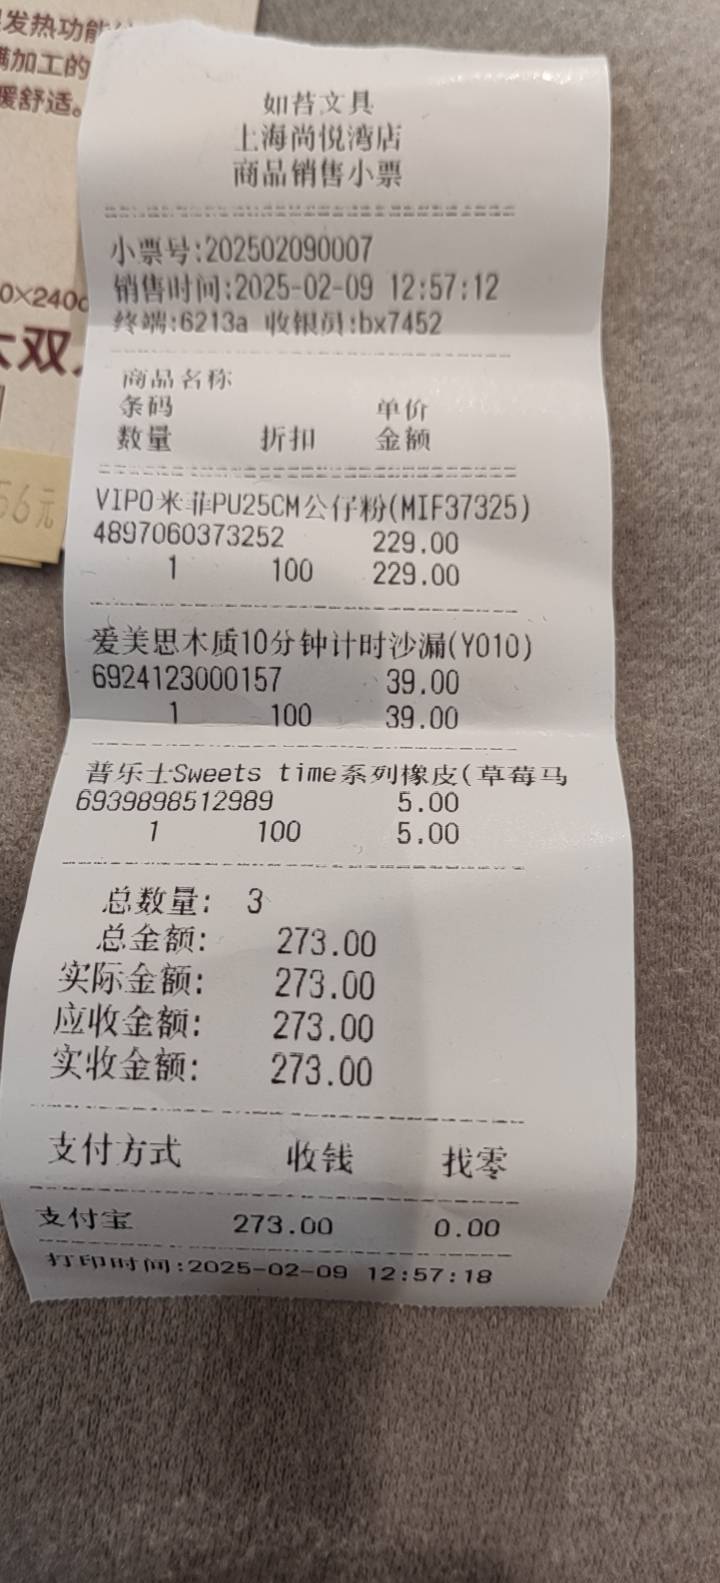 发热功能
加工的
暖舒适。
0×240c
大双人
56元
如苔文具
上海尚悦湾店
商品销售小票
小票号:202502090007
销售时间:2025-02-09 12:57:12
终端:6213a 收银员:bx7452
商品名称
条码 单价
数量 折扣 金额
VIPO米菲PU25CM公仔粉(MIF37325)
4897060373252 229.00
1 100 229.00
爱美思木质10分钟计时沙漏(Y010)
6924123000157 39.00
1 100 39.00
普乐士Sweets time系列橡皮(草莓马
6939898512989 5.00
1 100 5.00
总数量: 3
总金额: 273.00
实际金额: 273.00
应收金额: 273.00
实收金额: 273.00
支付方式 收钱 找零
支付宝 273.00 0.00
打印时间:2025-02-09 12:57:18